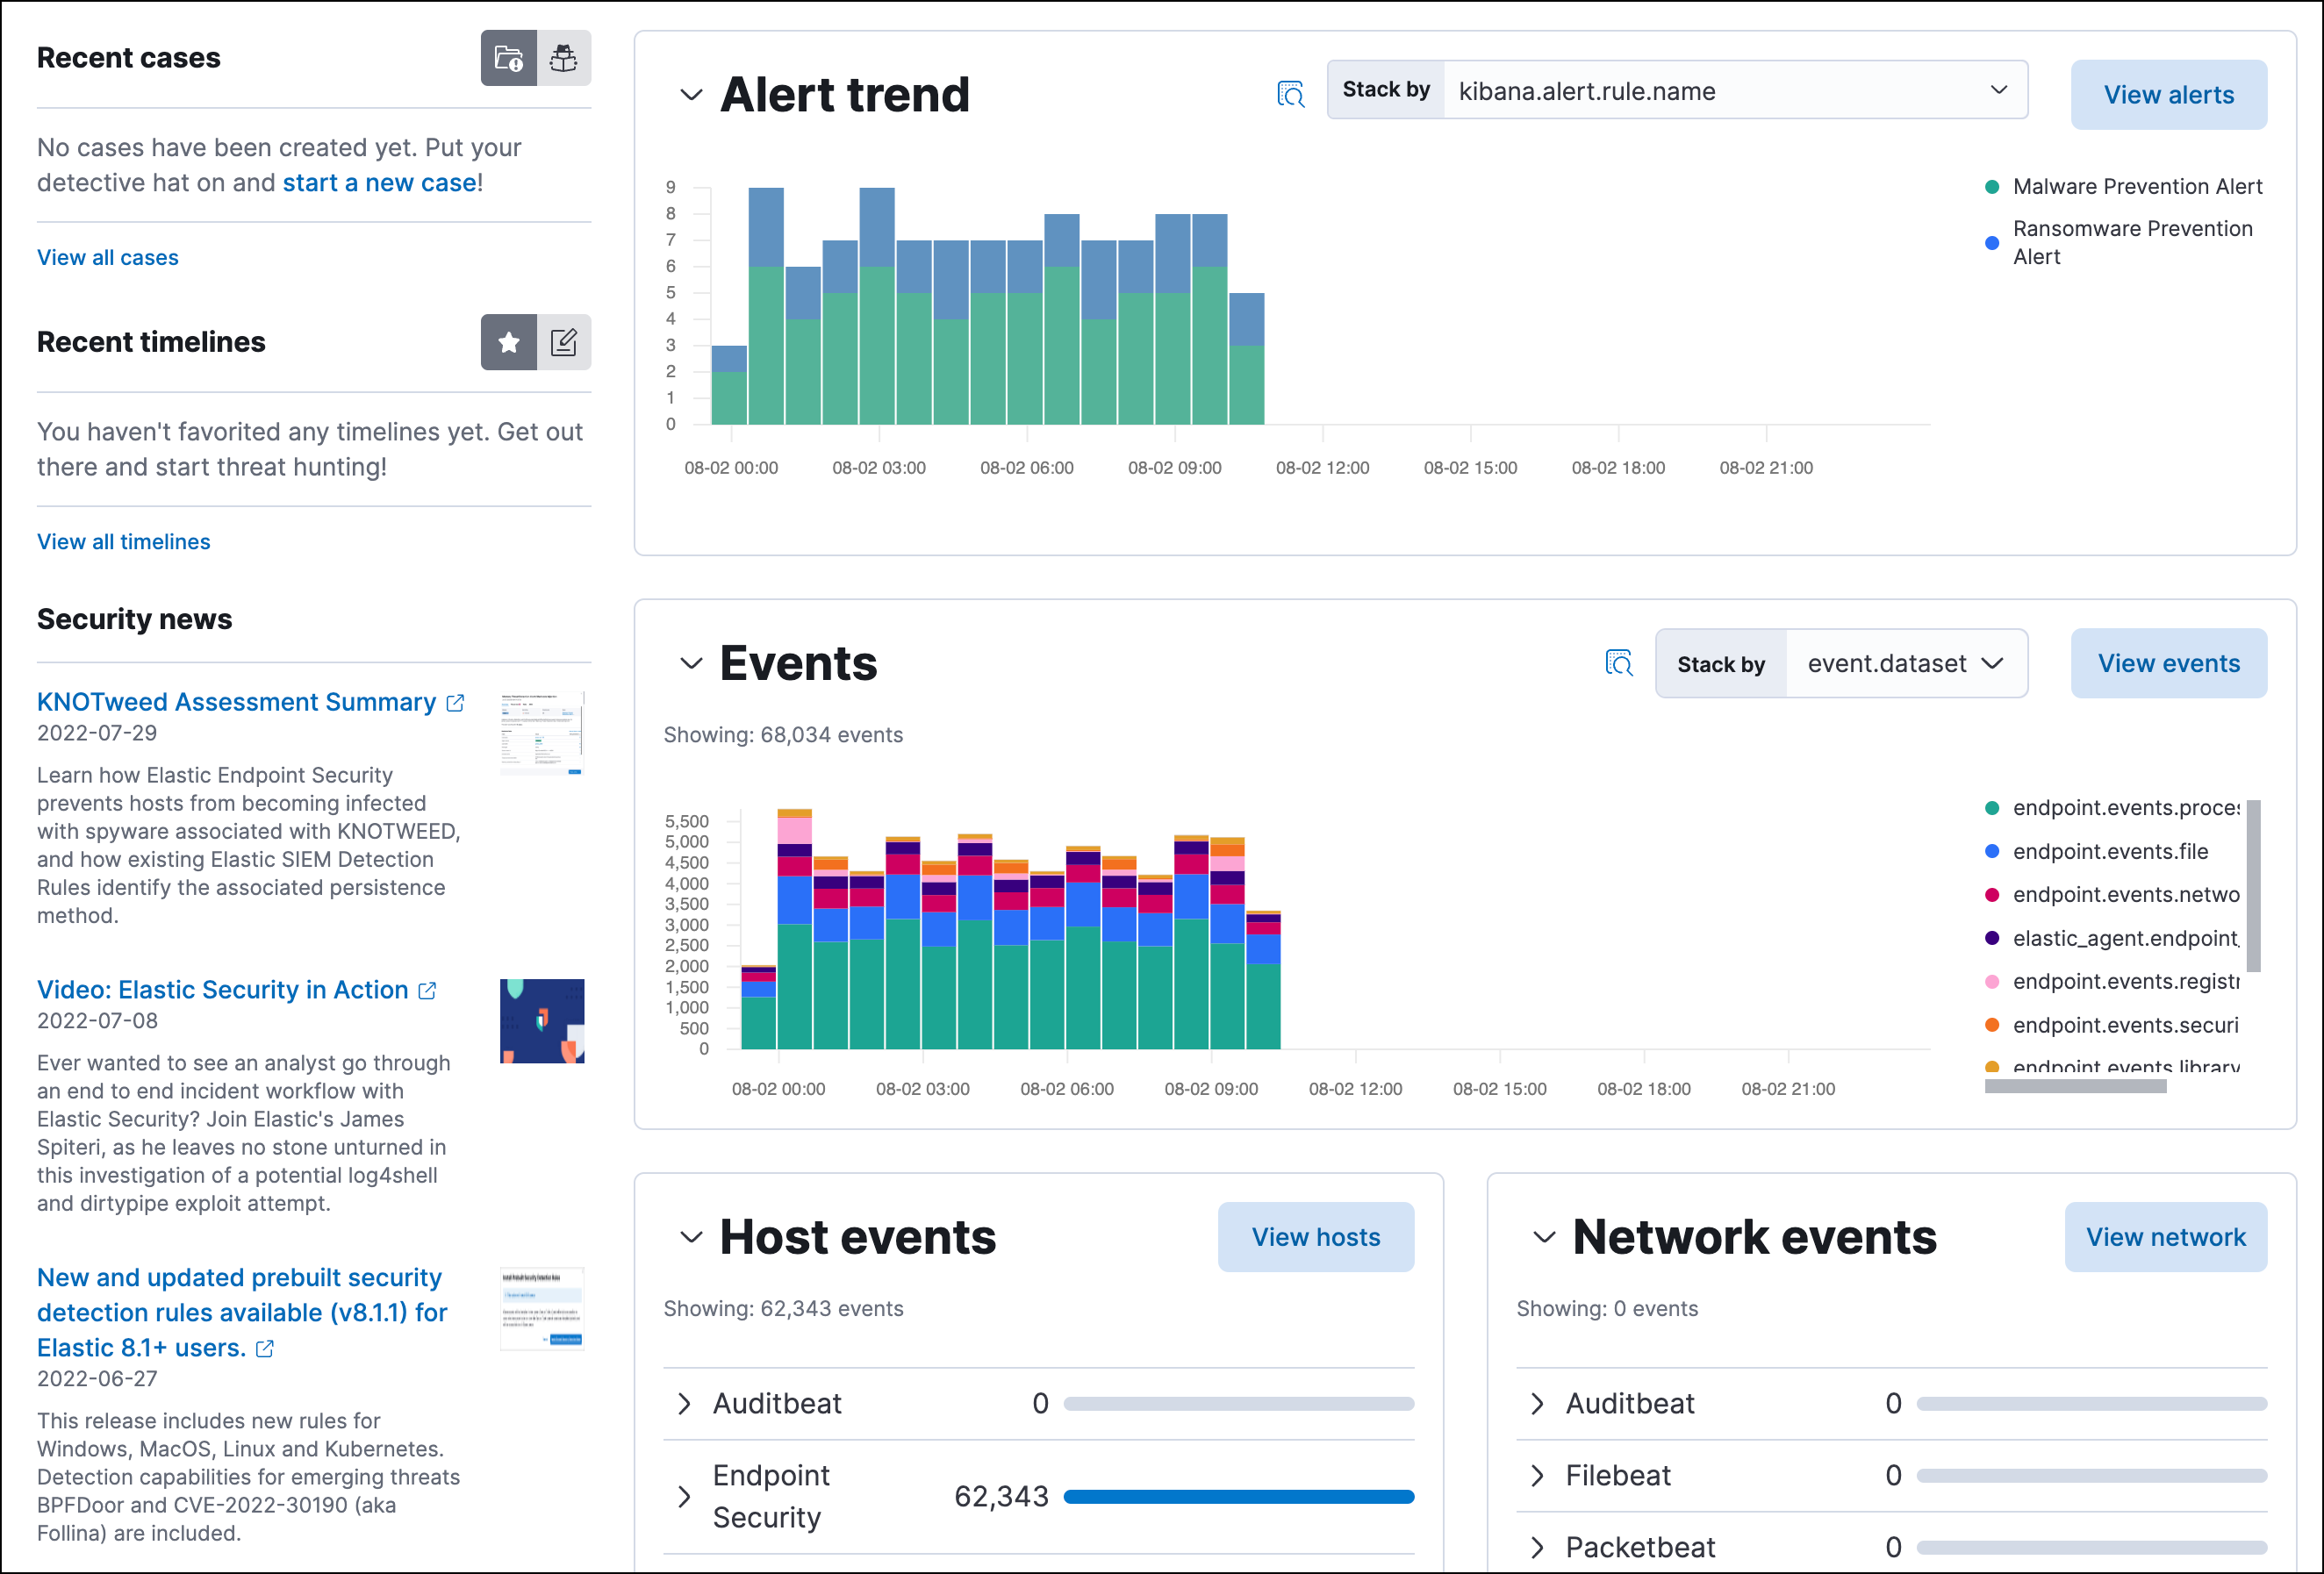 Recent cases
No cases have been created yet. Put your
detective hat on and start a new case!
View all cases
Recent timelines
You haven't favorited any timelines yet. Get out
there and start threat hunting!
View all timelines
Security news
KNOTweed Assessment Summary
2022-07-29
Learn how Elastic Endpoint Security
prevents hosts from becoming infected
with spyware associated with KNOTWEED,
and how existing Elastic SIEM Detection
Rules identify the associated persistence
method.
Video: Elastic Security in Action
2022-07-08
Ever wanted to see an analyst go through
an end to end incident workflow with
Elastic Security? Join Elastic's James
Spiteri, as he leaves no stone unturned in
this investigation of a potential log4shell
and dirtypipe exploit attempt.
New and updated prebuilt security
detection rules available (v8.1.1) for
Elastic 8.1+ users.
2022-06-27
This release includes new rules for
Windows, MacOS, Linux and Kubernetes.
Detection capabilities for emerging threats
BPFDoor and CVE-2022-30190 (aka
Follina) are included.
Alert trend
Stack by kibana.alert.rule.name
View alerts
9
8
7
6
5
4
3
2
1
0
08-02 00:00 08-02 03:00 08-02 06:00 08-02 09:00 08-02 12:00 08-02 15:00 08-02 18:00 08-02 21:00
Malware Prevention Alert
Ransomware Prevention
Alert
Events
Stack by event.dataset
View events
Showing: 68,034 events
5,500
5,000
4,500
4,000
3,500
3,000
2,500
2,000
1,500
1,000
500
0
08-02 00:00 08-02 03:00 08-02 06:00 08-02 09:00 08-02 12:00 08-02 15:00 08-02 18:00 08-02 21:00
endpoint.events.proces
endpoint.events.file
endpoint.events.netwo
elastic_agent.endpoint_
endpoint.events.registr
endpoint.events.securi
endpoint.events.library
Host events
View hosts
Showing: 62,343 events
Auditbeat 0
Endpoint
Security 62,343
Network events
View network
Showing: 0 events
Auditbeat 0
Filebeat 0
Packetbeat 0